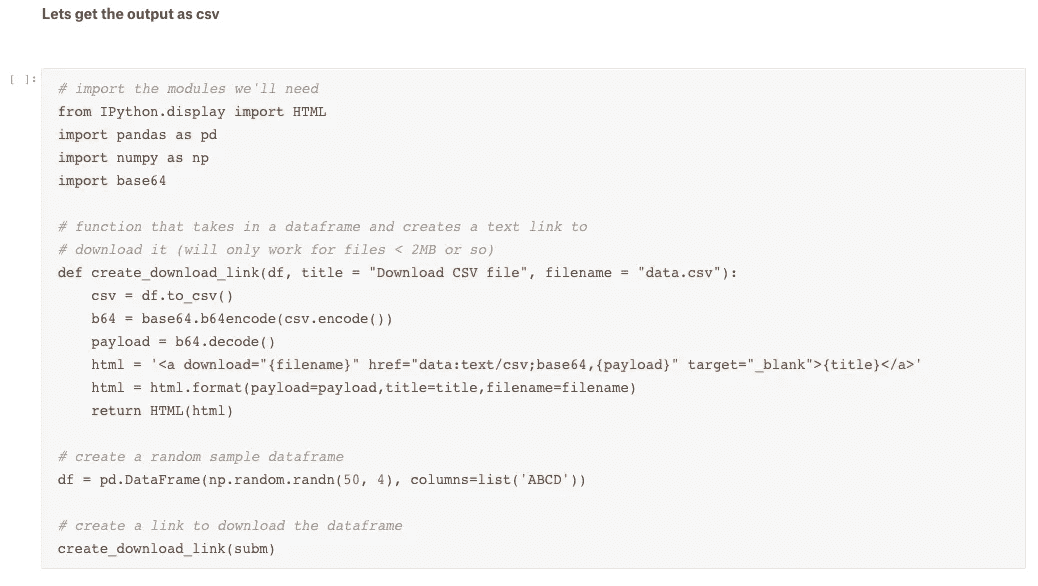 Lets get the output as csv
[ ]:
# import the modules we'll need
from IPython.display import HTML
import pandas as pd
import numpy as np
import base64
# function that takes in a dataframe and creates a text link to
# download it (will only work for files < 2MB or so)
def create_download_link(df, title = "Download CSV file", filename = "data.csv"):
    csv = df.to_csv()
    b64 = base64.b64encode(csv.encode())
    payload = b64.decode()
    html = '<a download="{filename}" href="data:text/csv;base64,{payload}" target="_blank">{title}</a>'
    html = html.format(payload=payload,title=title,filename=filename)
    return HTML(html)
# create a random sample dataframe
df = pd.DataFrame(np.random.randn(50, 4), columns=list('ABCD'))
# create a link to download the dataframe
create_download_link(subm)